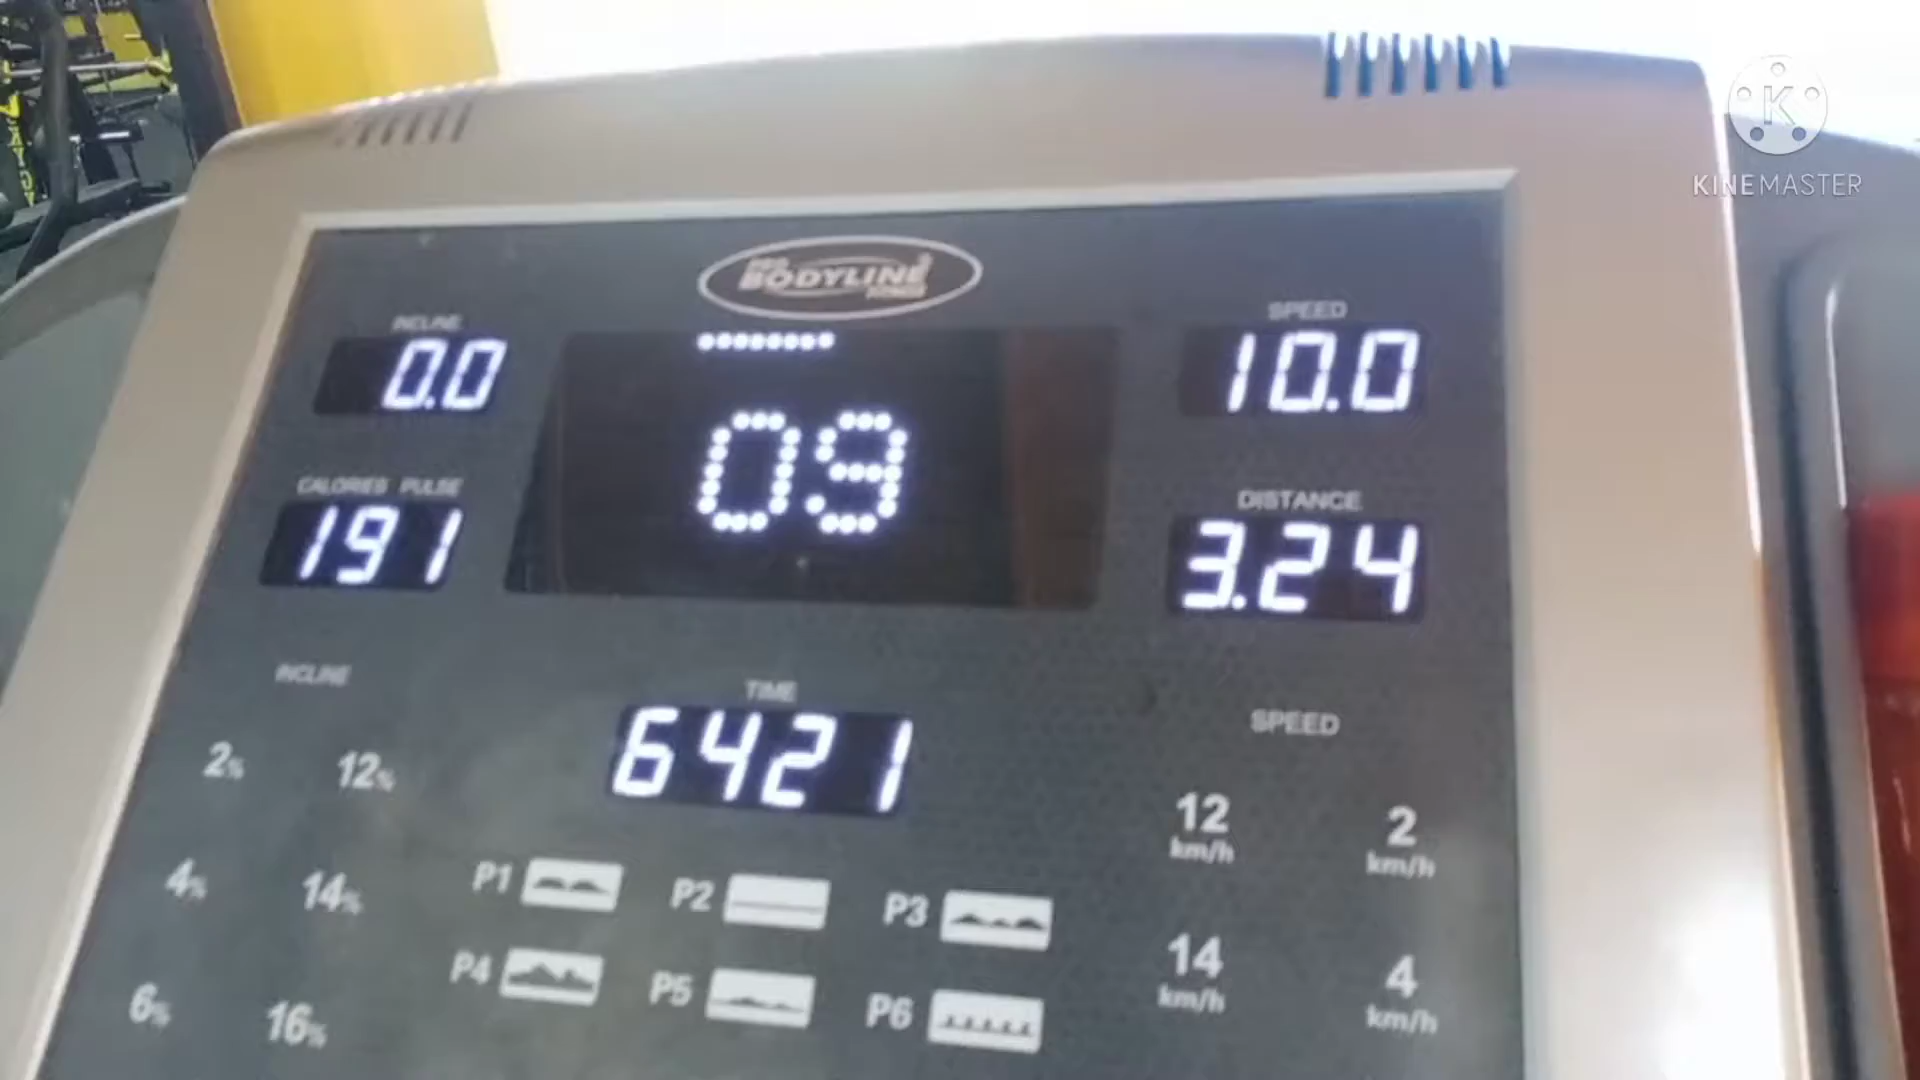 KINEMASTER
BODYLINE
INCLINE
SPEED
0.0
10.0
09
CALORIES PULSE
DISTANCE
191
3.24
INCLINE
TIME
SPEED
6421
2%
12%
12
km/h
2
km/h
4%
14%
P1
P2
P3
14
km/h
4
km/h
P4
P5
P6
6%
16%